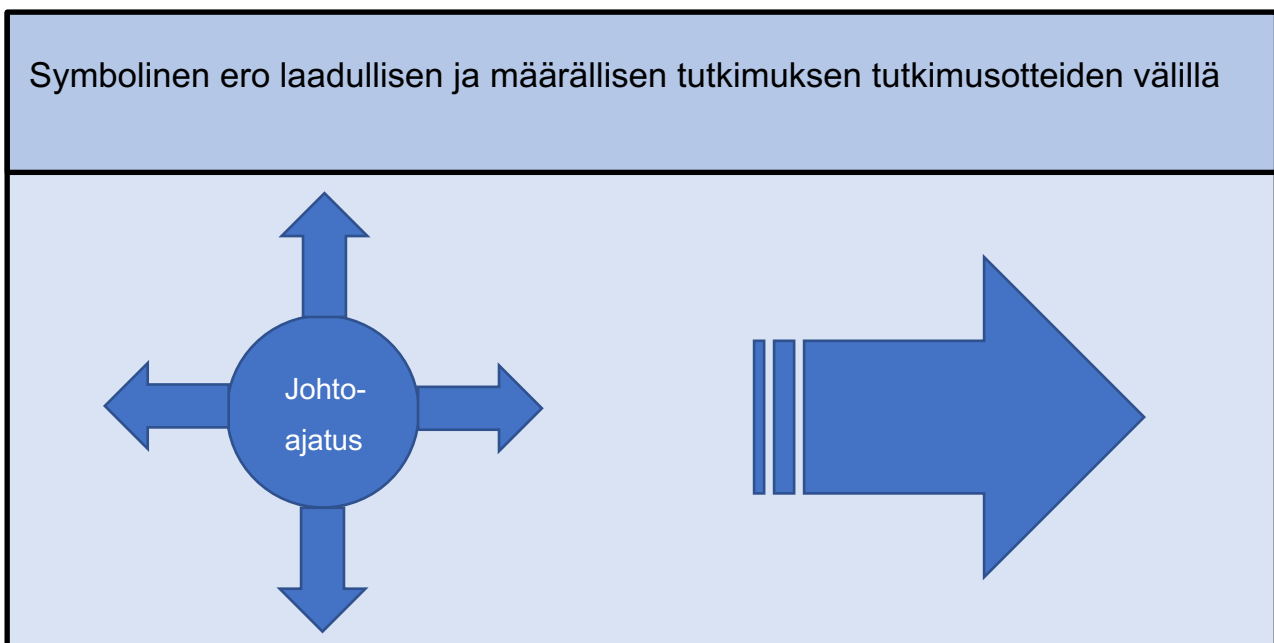 Symbolinen ero laadullisen ja määrällisen tutkimuksen tutkimusotteiden välillä
Johto-
ajatus